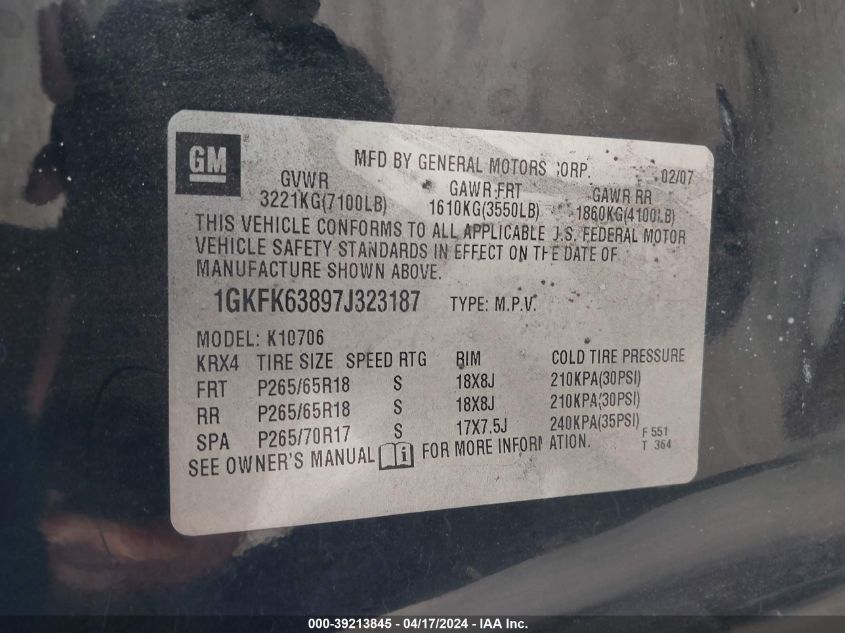 GM
MFD BY GENERAL MOTORS CORP. 02/07
GVWR GAWR FRT GAWR RR
3221KG(7100LB) 1610KG(3550LB) 1860KG(4100LB)
THIS VEHICLE CONFORMS TO ALL APPLICABLE U.S. FEDERAL MOTOR
VEHICLE SAFETY STANDARDS IN EFFECT ON THE DATE OF
MANUFACTURE SHOWN ABOVE.
1GKFK63897J323187 TYPE: M.P.V.
MODEL: K10706
KRX4 TIRE SIZE SPEED RTG RIM COLD TIRE PRESSURE
FRT P265/65R18 S 18X8J 210KPA(30PSI)
RR P265/65R18 S 18X8J 210KPA(30PSI)
SPA P265/70R17 S 17X7.5J 240KPA(35PSI)
F 551
SEE OWNER'S MANUAL i FOR MORE INFORMATION. T 364
000-39213845 - 04/17/2024 - IAA Inc.